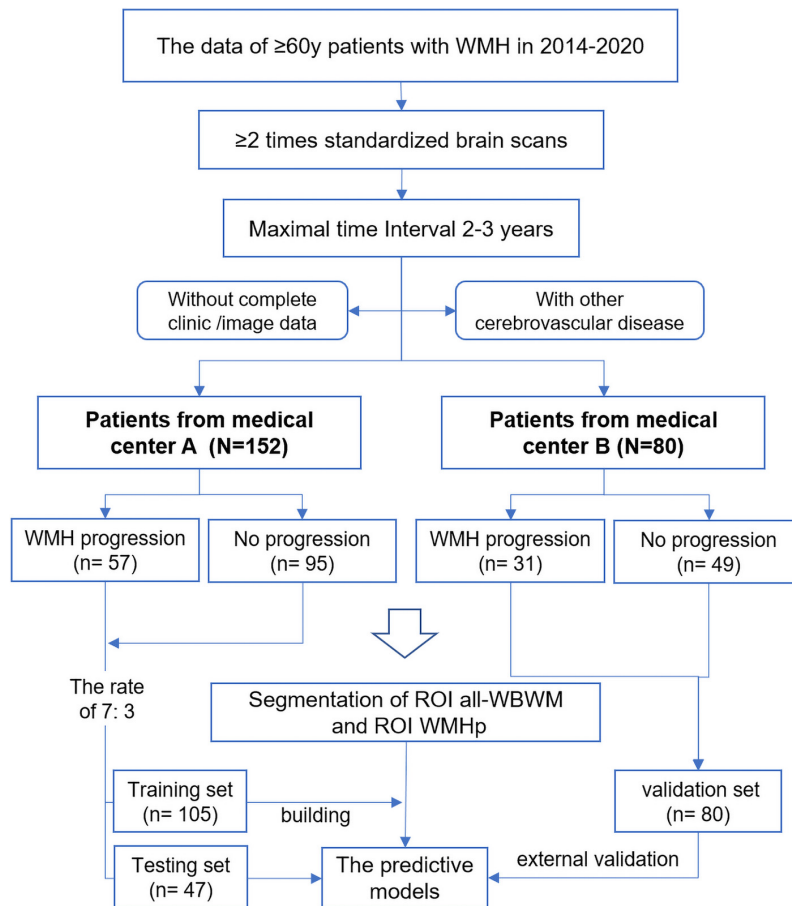 The data of ≥60y patients with WMH in 2014-2020
≥2 times standardized brain scans
Maximal time Interval 2-3 years
Without complete
clinic /image data
With other
cerebrovascular disease
Patients from medical
center A (N=152)
Patients from medical
center B (N=80)
WMH progression
(n= 57)
No progression
(n= 95)
WMH progression
(n= 31)
No progression
(n= 49)
The rate
of 7: 3
Segmentation of ROI all-WBWM
and ROI WMHp
Training set
(n= 105)
building
validation set
(n= 80)
Testing set
(n= 47)
The predictive
models
external validation